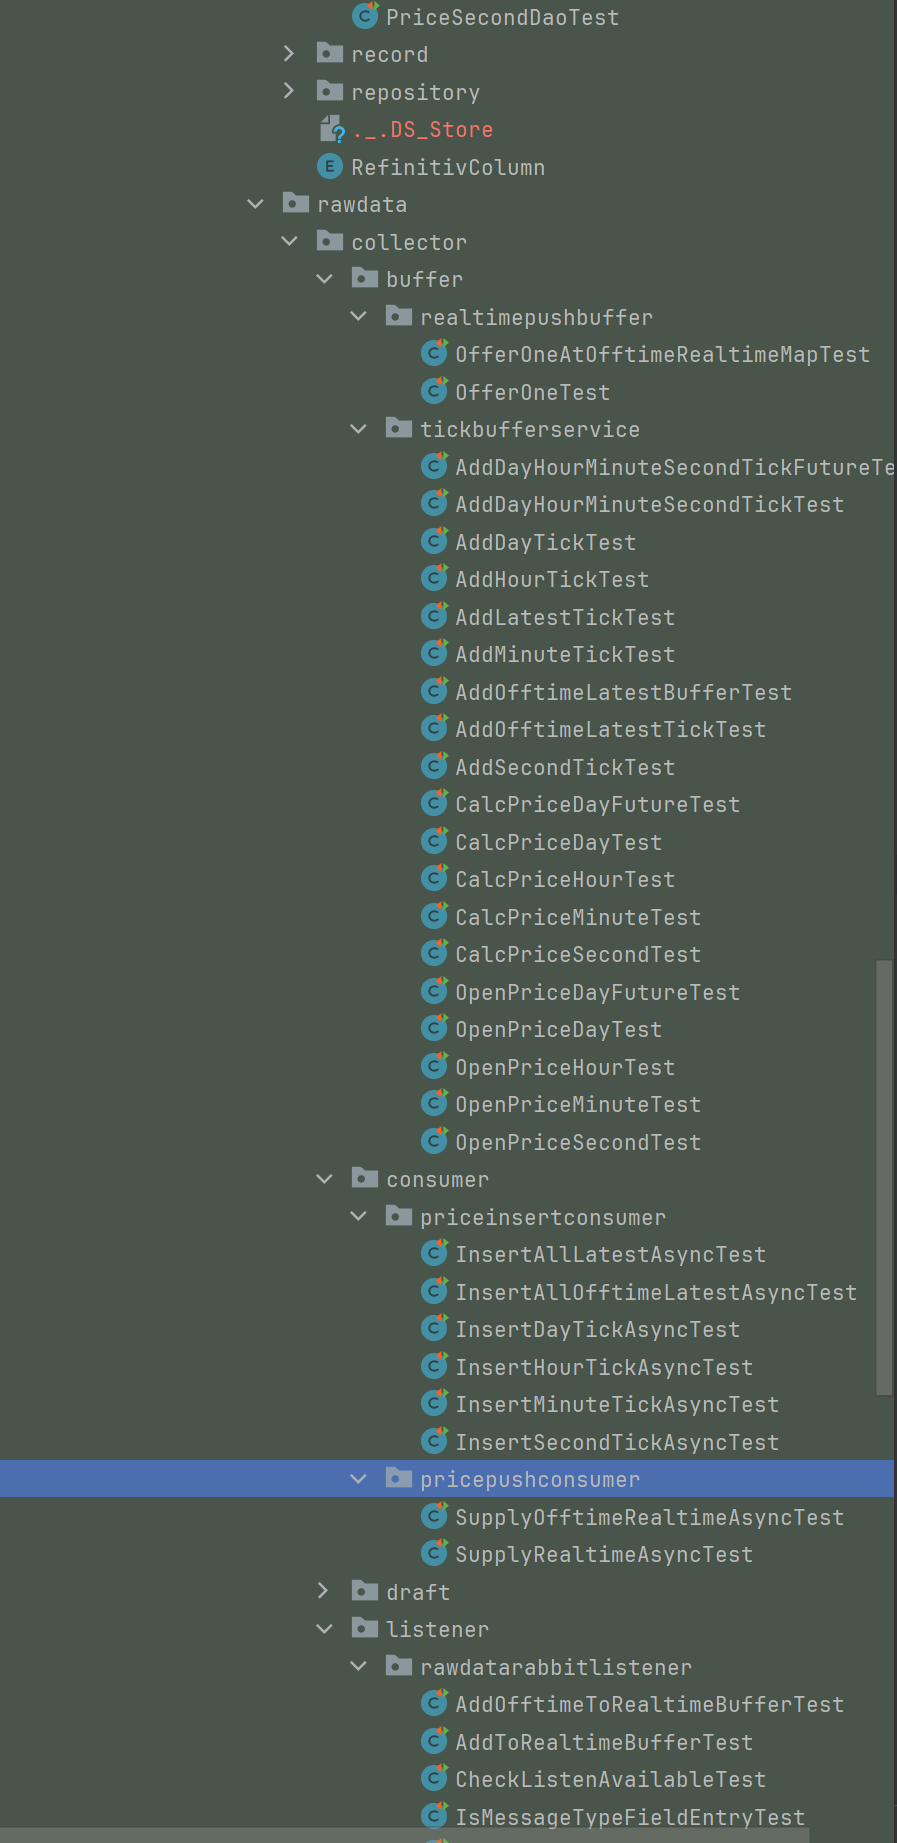 PriceSecondDaoTest
record
repository
._.DS_Store
RefinitivColumn
rawdata
collector
buffer
realtimepushbuffer
OfferOneAtOfftimeRealtimeMapTest
OfferOneTest
tickbufferservice
AddDayHourMinuteSecondTickFutureTe
AddDayHourMinuteSecondTickTest
AddDayTickTest
AddHourTickTest
AddLatestTickTest
AddMinuteTickTest
AddOfftimeLatestBufferTest
AddOfftimeLatestTickTest
AddSecondTickTest
CalcPriceDayFutureTest
CalcPriceDayTest
CalcPriceHourTest
CalcPriceMinuteTest
CalcPriceSecondTest
OpenPriceDayFutureTest
OpenPriceDayTest
OpenPriceHourTest
OpenPriceMinuteTest
OpenPriceSecondTest
consumer
priceinsertconsumer
InsertAllLatestAsyncTest
InsertAllOfftimeLatestAsyncTest
InsertDayTickAsyncTest
InsertHourTickAsyncTest
InsertMinuteTickAsyncTest
InsertSecondTickAsyncTest
pricepushconsumer
SupplyOfftimeRealtimeAsyncTest
SupplyRealtimeAsyncTest
draft
listener
rawdatarabbitlistener
AddOfftimeToRealtimeBufferTest
AddToRealtimeBufferTest
CheckListenAvailableTest
IsMessageTypeFieldEntryTest